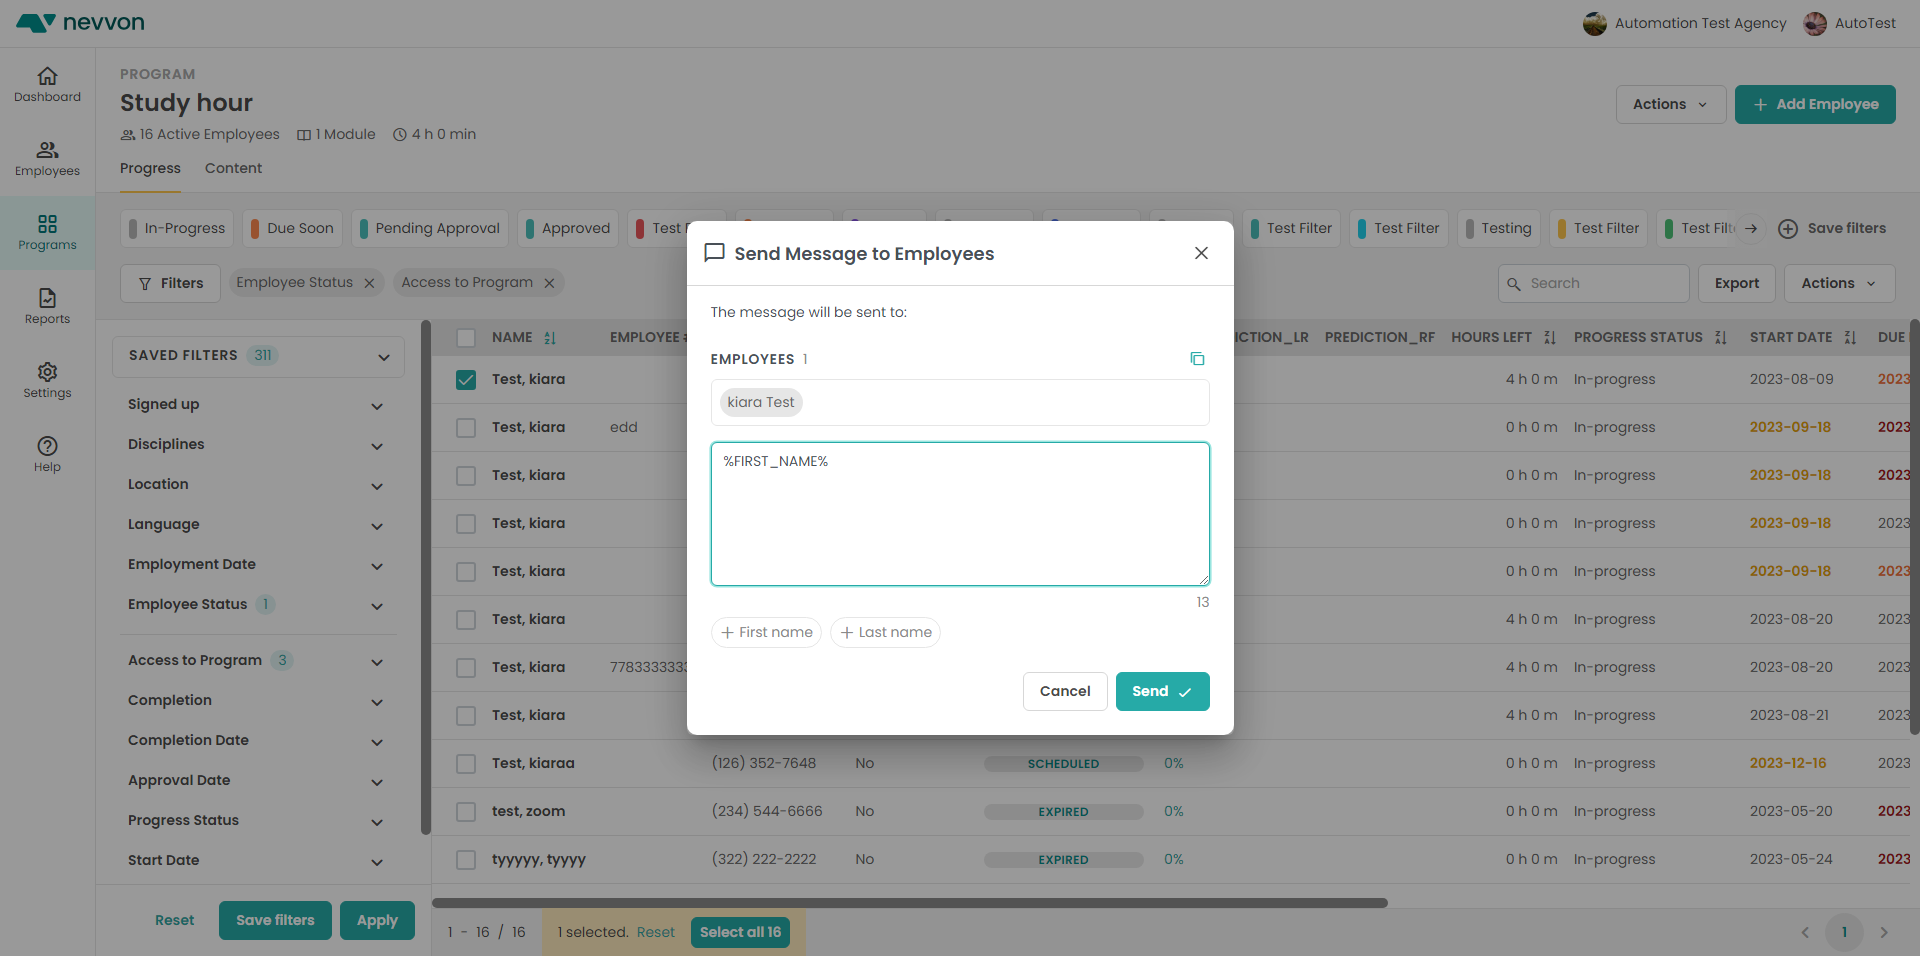 nevvon
Automation Test Agency
AutoTest
Dashboard
Employees
Programs
Reports
Settings
Help
PROGRAM
Study hour
16 Active Employees 1 Module 4 h 0 min
Progress Content
Actions
+ Add Employee
In-Progress Due Soon Pending Approval Approved Test Test Filter Test Filter Testing Test Filter Test Filt Save filters
Filters Employee Status Access to Program
Search Export Actions
SAVED FILTERS 311
Signed up
Disciplines
Location
Language
Employment Date
Employee Status 1
Access to Program 3
Completion
Completion Date
Approval Date
Progress Status
Start Date
Reset Save filters Apply
NAME EMPLOYEE ICTION_LR PREDICTION_RF HOURS LEFT PROGRESS STATUS START DATE DUE
Test, kiara 4 h 0 m In-progress 2023-08-09 2023
Test, kiara edd 0 h 0 m In-progress 2023-09-18 2023
Test, kiara 0 h 0 m In-progress 2023-09-18 2023
Test, kiara 0 h 0 m In-progress 2023-09-18 2023
Test, kiara 0 h 0 m In-progress 2023-09-18 2023
Test, kiara 4 h 0 m In-progress 2023-08-20 2023
Test, kiara 7783333333 4 h 0 m In-progress 2023-08-20 2023
Test, kiara 4 h 0 m In-progress 2023-08-21 2023
Test, kiaraa (126) 352-7648 No SCHEDULED 0% 0 h 0 m In-progress 2023-12-16 2023
test, zoom (234) 544-6666 No EXPIRED 0% 0 h 0 m In-progress 2023-05-20 2023
tyyyyy, tyyyy (322) 222-2222 No EXPIRED 0% 0 h 0 m In-progress 2023-05-24 2023
1 - 16 / 16 1 selected. Reset Select all 16
1
Send Message to Employees
The message will be sent to:
EMPLOYEES 1
kiara Test
%FIRST_NAME%
13
+ First name + Last name
Cancel Send